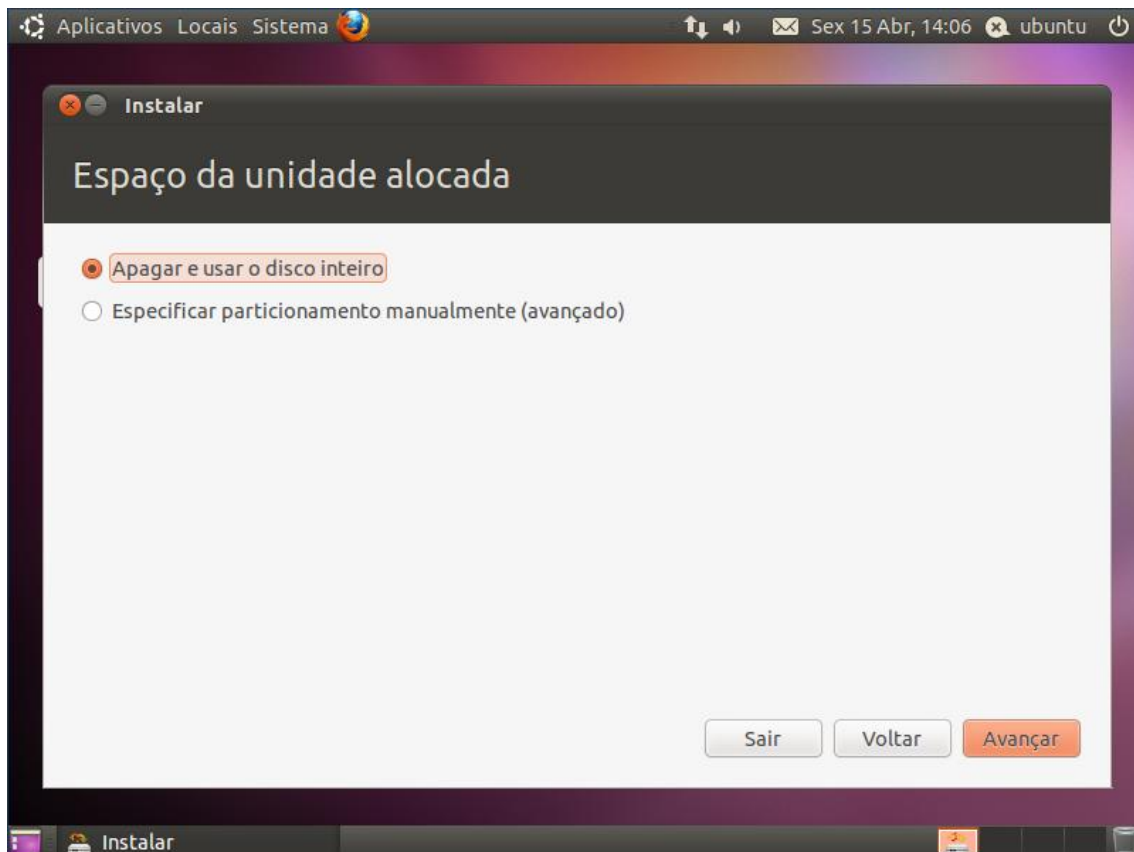 Aplicativos Locais Sistema Sex 15 Abr, 14:06 ubuntu
Instalar
Espaço da unidade alocada
Apagar e usar o disco inteiro
Especificar particionamento manualmente (avançado)
Sair Voltar Avançar
Instalar